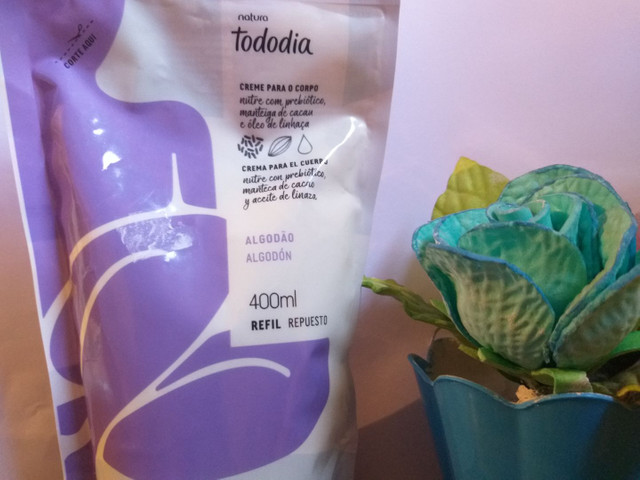 CORTE AQUI
natura
tododia
CREME PARA O CORPO
nutre com prebiótico,
manteiga de cacau
e óleo de linhaça
CREMA PARA EL CUERPO
nutre con prebiótico,
manteca de cacao
y aceite de linaza
ALGODÃO
ALGODÓN
400ml
REFIL REPUESTO